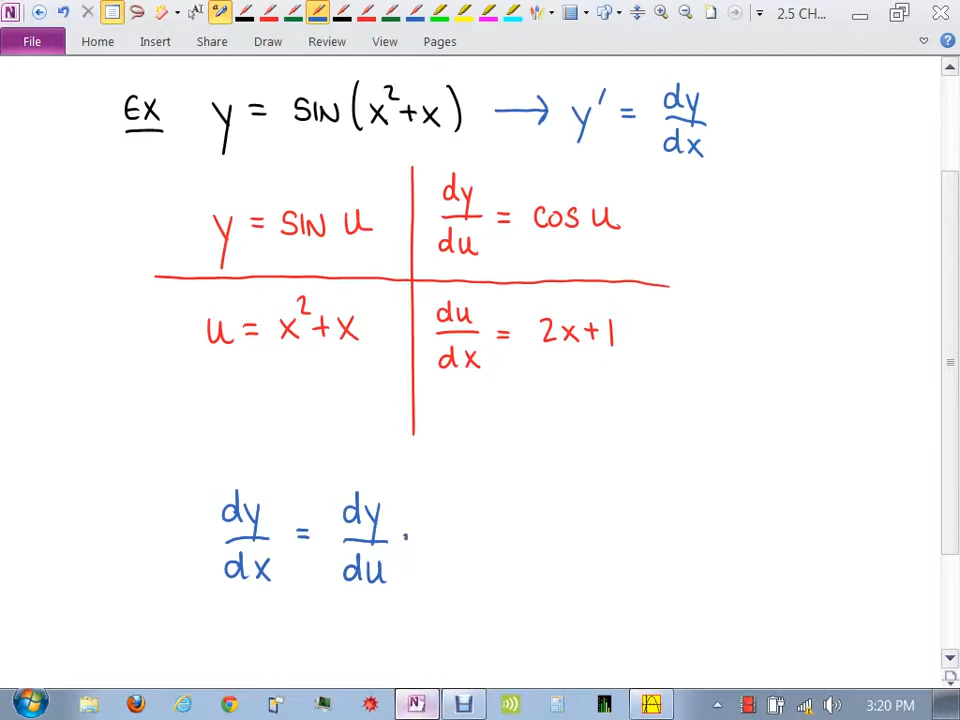 2.5 CH...
File Home Insert Share Draw Review View Pages
EX y = SIN(x²+x) → y' = dy/dx
y = SIN u | dy/du = cos u
u = x²+x | du/dx = 2x+1
dy/dx = dy/du ·
3:20 PM